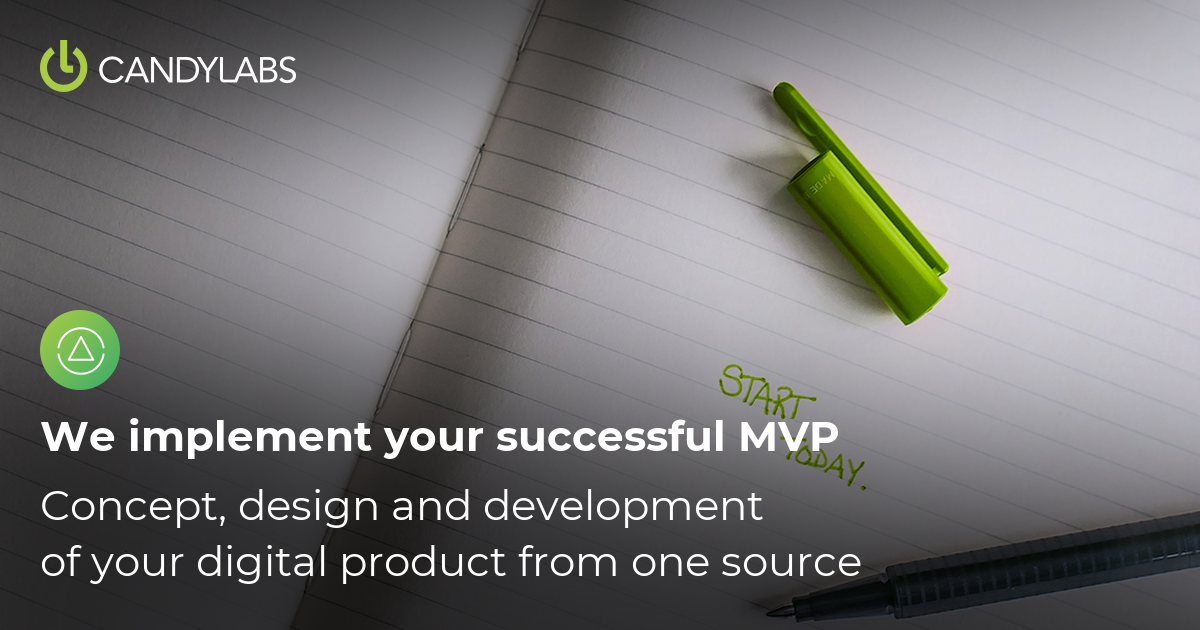 CANDYLABS
MADE
START
We implement your successful MVP
TODAY.
Concept, design and development
of your digital product from one source